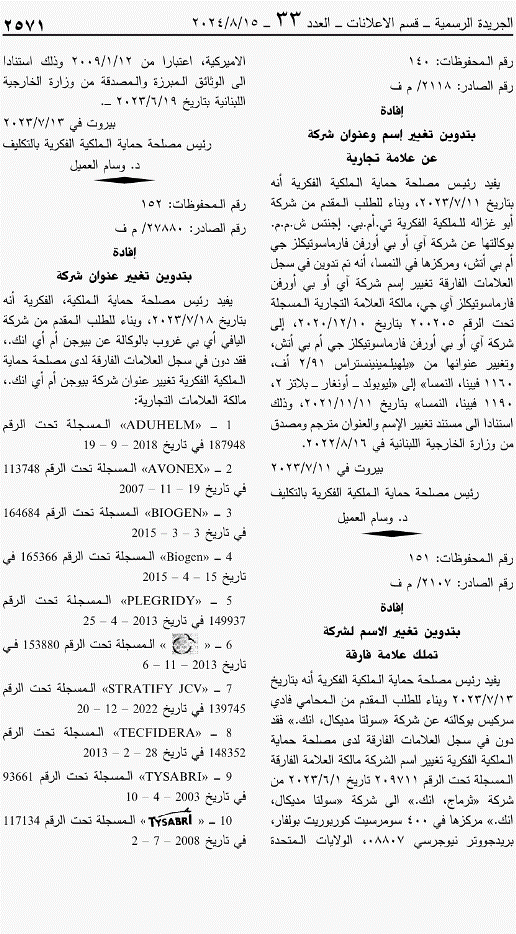 الجريدة الرسمية ــ قسم الاعلانات ــ العدد ٣٣ ــ ٢٠٢٤/٨/١٥
٢٥٧١
رقم المحفوظات: ١٤٠
رقم الصادر: ٢١١٨/ م ف
إفادة
بتدوين تغيير إسم وعنوان شركة
عن علامة تجارية
يفيد رئيس مصلحة حماية الملكية الفكرية أنه
بتاريخ ٢٠٢٣/٧/١١، وبناء للطلب المقدم من شركة
أبو غزاله للملكية الفكرية تي.أم.بي. إجنتس ش.م.م.
بوكالتها عن شركة آي أو بي أورفن فارماسوتيكلز جي
أم بي أتش، ومركزها في النمسا، أنه تم تدوين في سجل
العلامات الفارقة تغيير إسم شركة آي أو بي أورفن
فارماسوتيكلز آي جي، مالكة العلامة التجارية المسجلة
تحت الرقم ٢٠٠٢٠٥ بتاريخ ٢٠٢٠/١٢/١٠، إلى
شركة آي أو بي أورفن فارماسوتيكلز جي أم بي أتش،
وتغيير عنوانها من «يلهيلمينينستراس ٢/٩١ أف،
١١٦٠ فيينا، النمسا» إلى «ليوبولد ــ أونغار ــ بلاتز ٢،
١١٩٠ فيينا، النمسا» بتاريخ ٢٠٢١/١١/١١، وذلك
استنادا الى مستند تغيير الإسم والعنوان مترجم ومصدق
من وزارة الخارجية اللبنانية في ٢٠٢٢/٨/١٦.
بيروت في ٢٠٢٣/٧/١١
رئيس مصلحة حماية الملكية الفكرية بالتكليف
د. وسام العميل
رقم المحفوظات: ١٥١
رقم الصادر: ٢١٠٧/ م ف
إفادة
بتدوين تغيير الاسم لشركة
تملك علامة فارقة
يفيد رئيس مصلحة حماية الملكية الفكرية أنه بتاريخ
٢٠٢٣/٧/١٣ وبناء للطلب المقدم من المحامي فادي
سركيس بوكالته عن شركة «سولتا مديكال، انك.» فقد
دون في سجل العلامات الفارقة لدى مصلحة حماية
الملكية الفكرية تغيير اسم الشركة مالكة العلامة الفارقة
المسجلة تحت الرقم ٢٠٩٧١١ تاريخ ٢٠٢٣/٦/١ من
شركة «ثرماج، انك.» الى شركة «سولتا مديكال،
انك.» مركزها في ٤٠٠ سومرسيت كوربوريت بولفار،
بريدجووتر نيوجرسي ٠٨٨٠٧، الولايات المتحدة
الاميركية، اعتبارا من ٢٠٠٩/١/١٢ وذلك استنادا
الى الوثائق المبرزة والمصدقة من وزارة الخارجية
اللبنانية بتاريخ ٢٠٢٣/٦/١٩ ــ.
بيروت في ٢٠٢٣/٧/١٣
رئيس مصلحة حماية الملكية الفكرية بالتكليف
د. وسام العميل
رقم المحفوظات: ١٥٢
رقم الصادر: ٢٧٨٨٠/ م ف
إفادة
بتدوين تغيير عنوان شركة
يفيد رئيس مصلحة حماية الملكية، الفكرية أنه
بتاريخ ٢٠٢٣/٧/١٨، وبناء للطلب المقدم من شركة
اليافي أي بي غروب بالوكالة عن بيوجن أم أي انك.،
فقد دون في سجل العلامات الفارقة لدى مصلحة حماية
الملكية الفكرية تغيير عنوان شركة بيوجن أم أي انك.،
مالكة العلامات التجارية:
1 ــ «ADUHELM» المسجلة تحت الرقم
187948 في تاريخ 2018 – 9 – 19
2 ــ «AVONEX» المسجلة تحت الرقم 113748
في تاريخ 19 – 11 – 2007
3 ــ «BIOGEN» المسجلة تحت الرقم 164684
في تاريخ 3 – 3 – 2015
4 ــ «Biogen» المسجلة تحت الرقم 165366 في
تاريخ 15 – 4 – 2015
5 ــ «PLEGRIDY» المسجلة تحت الرقم
149937 في تاريخ 2013 – 4 – 25
6 ــ « » المسجلة تحت الرقم 153880 في
تاريخ 2013 – 11 – 6
7 ــ «STRATIFY JCV» المسجلة تحت الرقم
139745 في تاريخ 2022 – 12 – 20
8 ــ «TECFIDERA» المسجلة تحت الرقم
148352 في تاريخ 28 – 2 – 2013
9 ــ «TYSABRI» المسجلة تحت الرقم 93661
في تاريخ 2003 – 4 – 10
10 ــ «TYSABRI» المسجلة تحت الرقم 117134
في تاريخ 2008 – 7 – 2